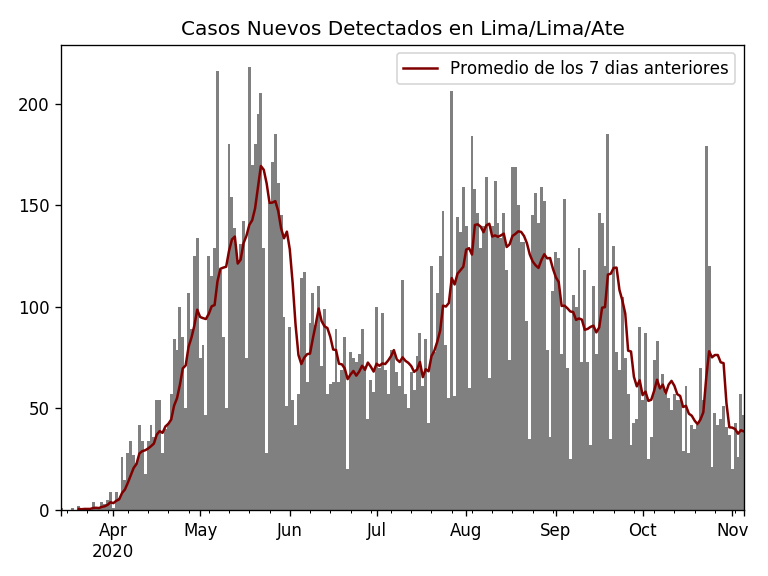 Casos Nuevos Detectados en Lima/Lima/Ate
Promedio de los 7 dias anteriores
200
150
100
50
0
Apr May Jun Jul Aug Sep Oct Nov
2020